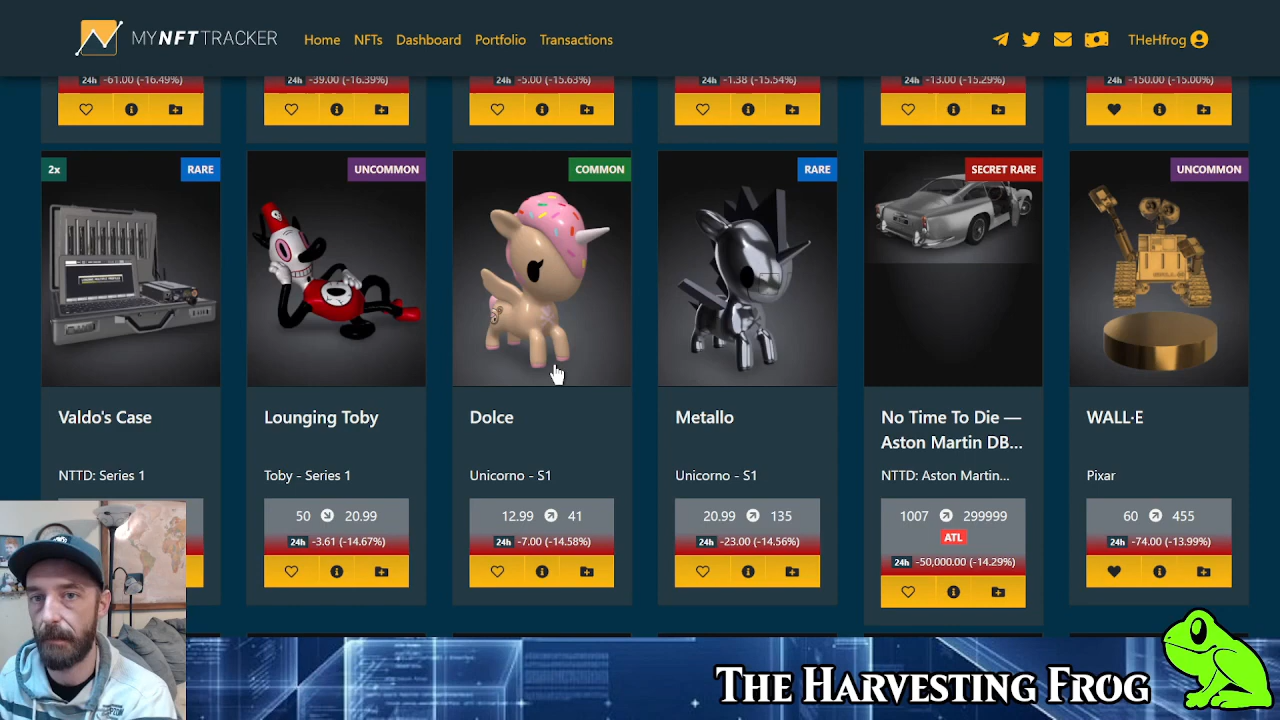 MYNFTTRACKER Home NFTs Dashboard Portfolio Transactions THeHfrog
24h -61.00 (-16.49%) 24h -39.00 (-16.39%) 24h -5.00 (-15.63%) 24h -1.38 (-15.54%) 24h -13.00 (-15.29%) 24h -150.00 (-15.00%)
2x RARE UNCOMMON COMMON RARE SECRET RARE UNCOMMON
Valdo's Case Lounging Toby Dolce Metallo No Time To Die — WALL·E
Aston Martin DB...
NTTD: Series 1 Toby - Series 1 Unicorno - S1 Unicorno - S1 NTTD: Aston Martin... Pixar
50 20.99 12.99 41 20.99 135 1007 299999 60 455
ATL
24h -3.61 (-14.67%) 24h -7.00 (-14.58%) 24h -23.00 (-14.56%) 24h -74.00 (-13.99%)
24h -50,000.00 (-14.29%)
The Harvesting Frog